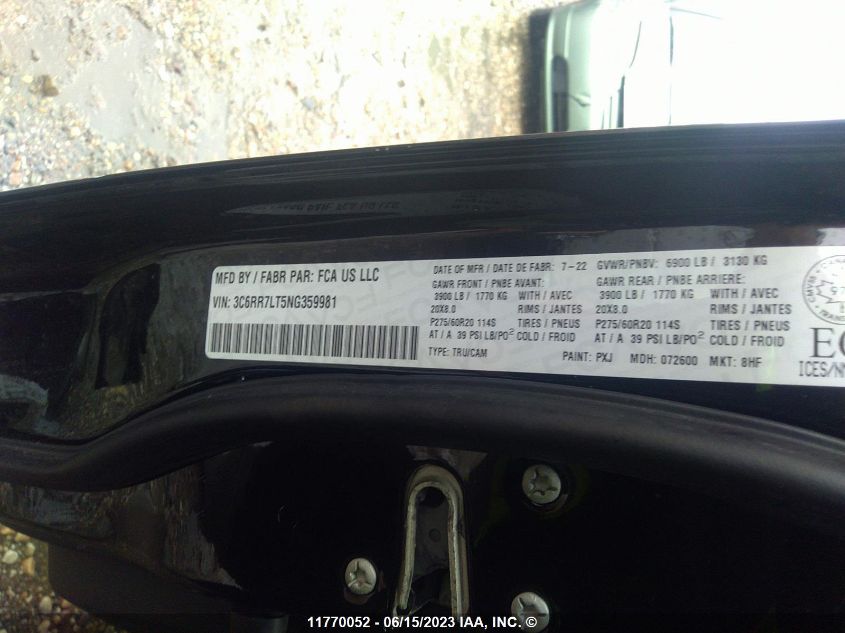 MFD BY / FABR PAR: FCA US LLC
VIN: 3C6RR7LT5NG359981
DATE OF MFR / DATE DE FABR: 7-22 GVWR/PNBV: 6900 LB / 3130 KG
GAWR FRONT / PNBE AVANT: GAWR REAR / PNBE ARRIERE:
3900 LB / 1770 KG 3900 LB / 1770 KG
20X8.0 RIMS / JANTES 20X8.0 RIMS / JANTES
P275/60R20 114S TIRES / PNEUS P275/60R20 114S TIRES / PNEUS
AT / A 39 PSI LB/PO² COLD / FROID AT / A 39 PSI LB/PO² COLD / FROID
TYPE: TRU/CAM PAINT: PXJ MDH: 072600 MKT: 8HF
11770052 - 06/15/2023 IAA, INC. ©